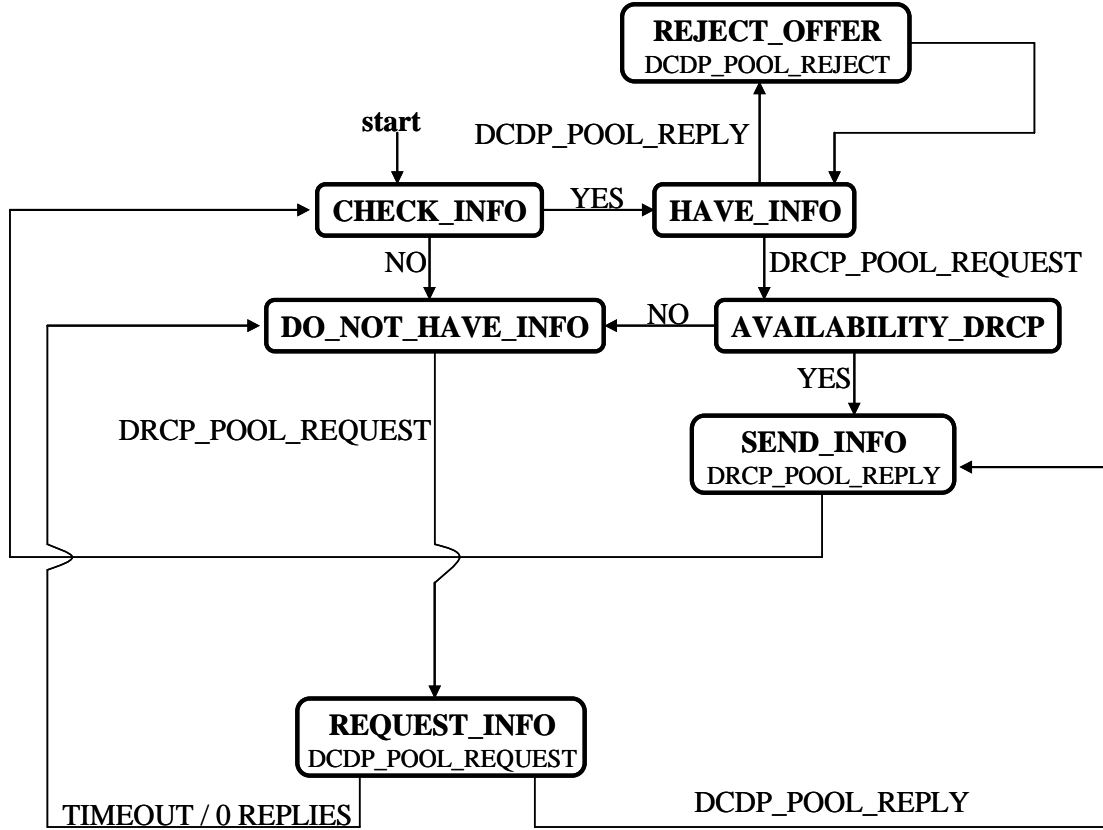 REJECT_OFFER
DCDP_POOL_REJECT
start
DCDP_POOL_REPLY
CHECK_INFO
YES
HAVE_INFO
NO
DRCP_POOL_REQUEST
DO_NOT_HAVE_INFO
NO
AVAILABILITY_DRCP
YES
DRCP_POOL_REQUEST
SEND_INFO
DRCP_POOL_REPLY
REQUEST_INFO
DCDP_POOL_REQUEST
TIMEOUT / 0 REPLIES
DCDP_POOL_REPLY